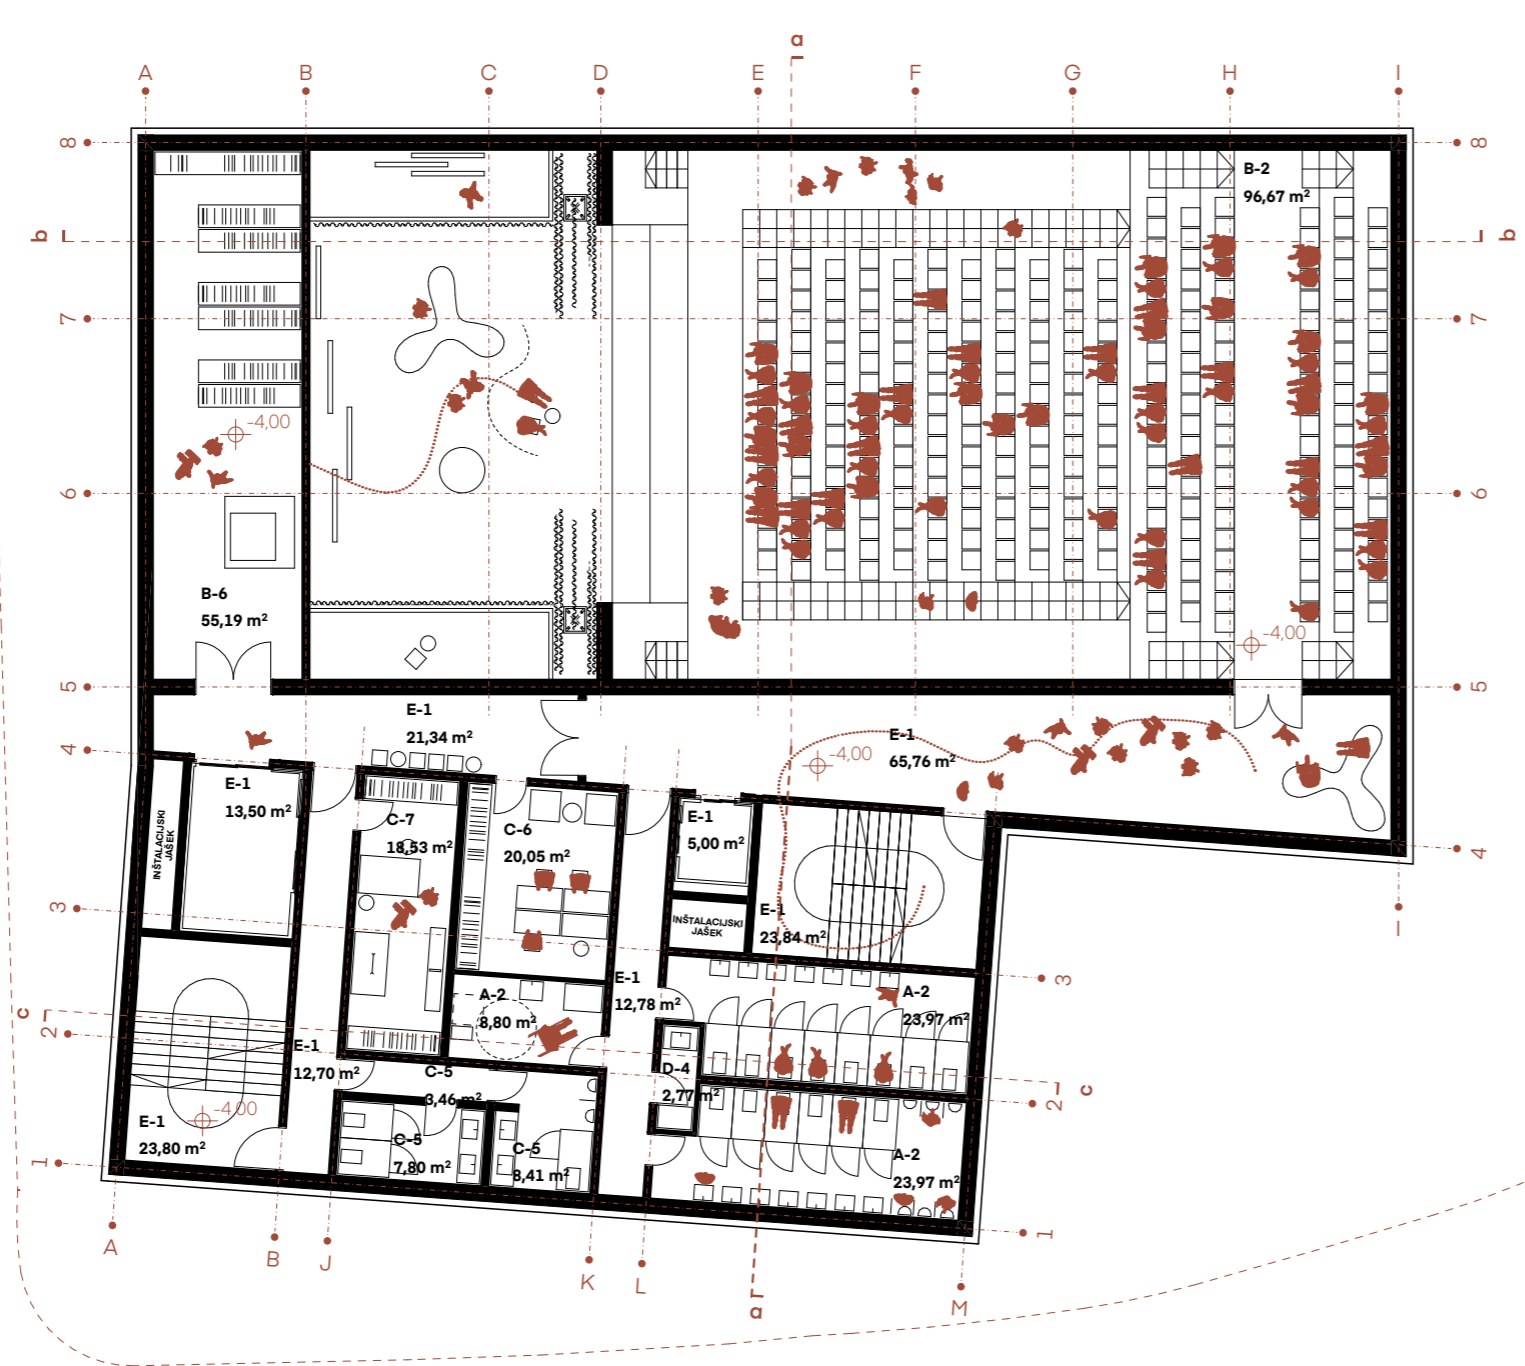 a
A B C D E F G H I
8 8
B-2
96,67 m²
b b
7 7
-4,00
6 6
B-6
55,19 m²
-4,00
5 5
E-1
21,34 m²
E-1
65,76 m²
-4,00
4
E-1
13,50 m²
INŠTALACIJSKI
JAŠEK
C-7
18,53 m²
C-6
20,05 m²
E-1
5,00 m²
4
3
E-1
23,84 m²
INŠTALACIJSKI
JAŠEK
I
3
A-2
8,80 m²
E-1
12,78 m²
A-2
23,97 m²
c
2
E-1
12,70 m²
C-5
3,46 m²
D-4
2,77 m²
c
2
-4,00
E-1
23,80 m²
C-5
7,80 m²
C-5
8,41 m²
A-2
23,97 m²
1 1
A B J K L M
a